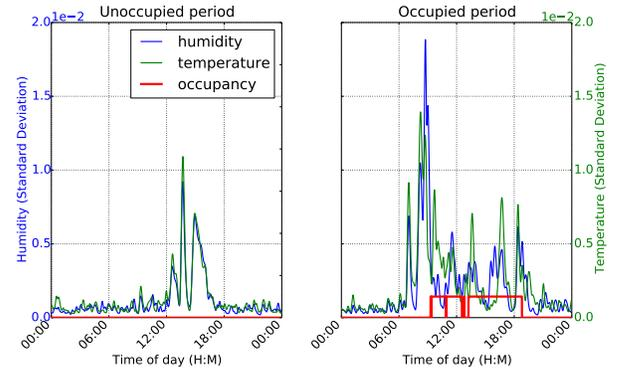 Unoccupied period
Occupied period
1e−2
1e−2
humidity
temperature
occupancy
Humidity (Standard Deviation)
2.0
1.5
1.0
0.5
0.0
00:00
06:00
12:00
18:00
00:00
Time of day (H:M)
00:00
06:00
12:00
18:00
00:00
Time of day (H:M)
2.0
1.5
1.0
0.5
0.0
Temperature (Standard Deviation)